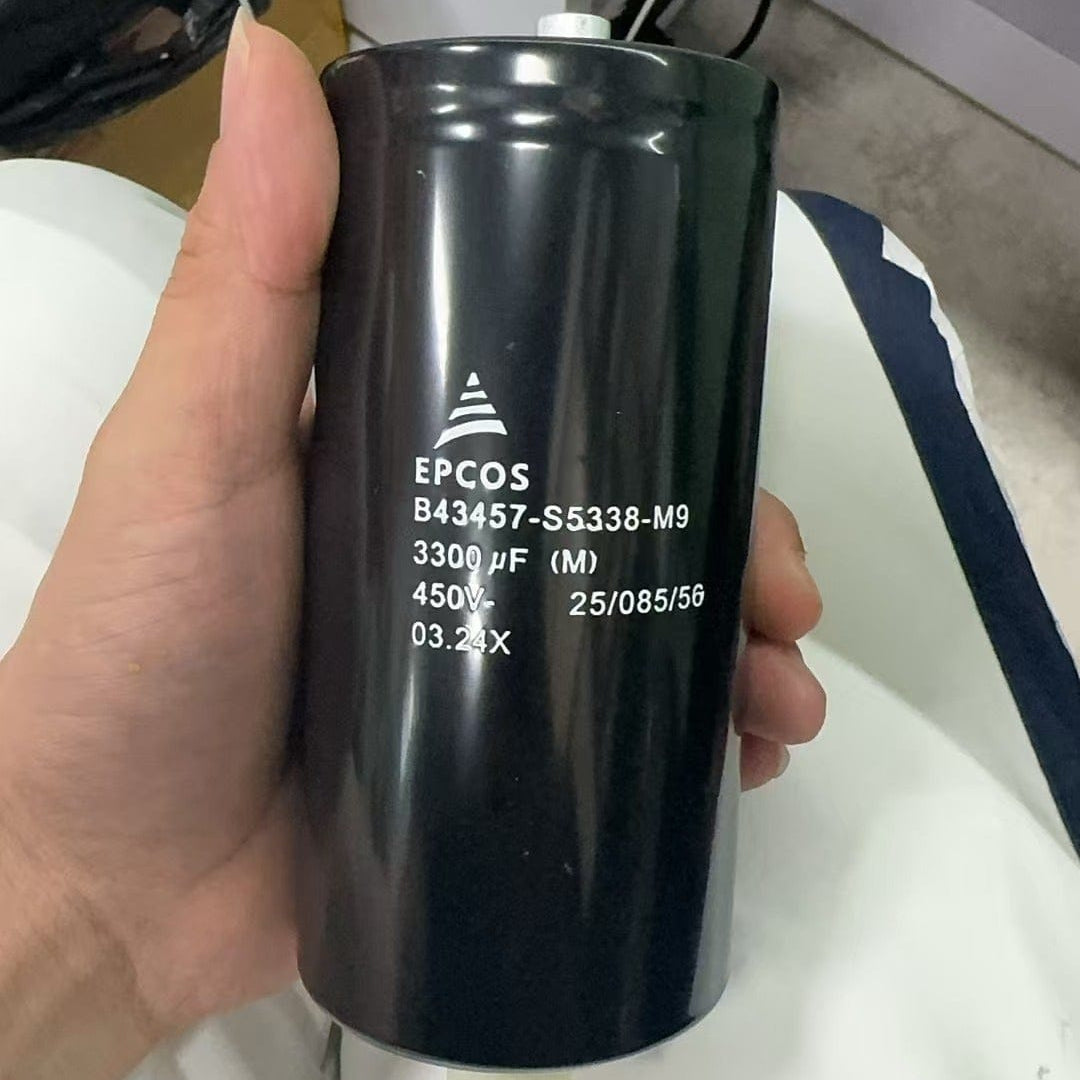 EPCOS
B43457-S5338-M9
3300 µF (M)
450V- 25/085/56
03.24X